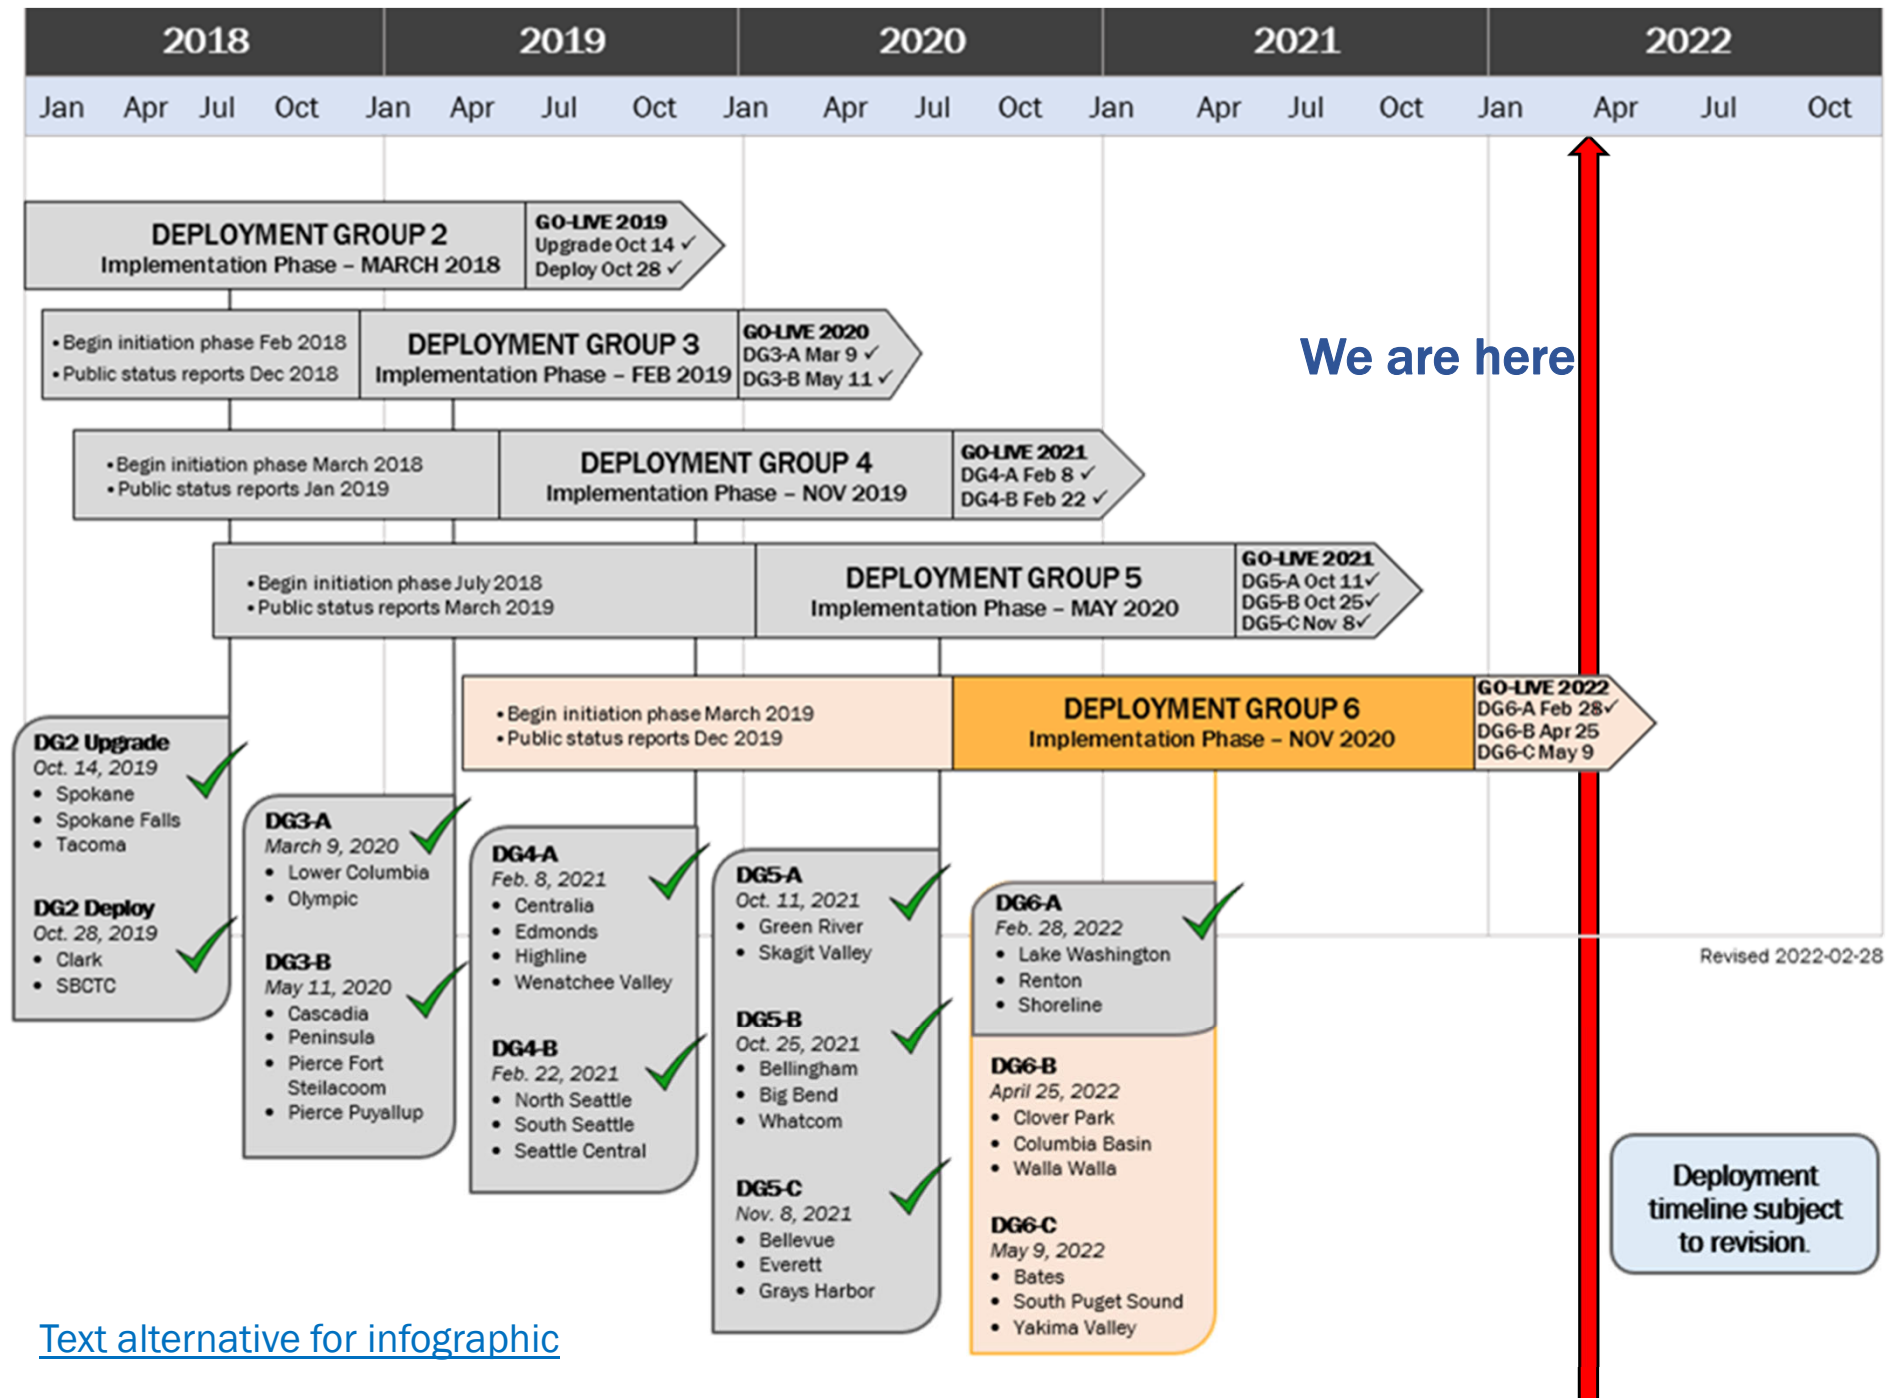 2018 2019 2020 2021 2022
Jan Apr Jul Oct Jan Apr Jul Oct Jan Apr Jul Oct Jan Apr Jul Oct Jan Apr Jul Oct
DEPLOYMENT GROUP 2
Implementation Phase – MARCH 2018
GO-LIVE 2019
Upgrade Oct 14 ✓
Deploy Oct 28 ✓
• Begin initiation phase Feb 2018
• Public status reports Dec 2018
DEPLOYMENT GROUP 3
Implementation Phase – FEB 2019
GO-LIVE 2020
DG3-A Mar 9 ✓
DG3-B May 11 ✓
We are here
• Begin initiation phase March 2018
• Public status reports Jan 2019
DEPLOYMENT GROUP 4
Implementation Phase – NOV 2019
GO-LIVE 2021
DG4-A Feb 8 ✓
DG4-B Feb 22 ✓
• Begin initiation phase July 2018
• Public status reports March 2019
DEPLOYMENT GROUP 5
Implementation Phase – MAY 2020
GO-LIVE 2021
DG5-A Oct 11✓
DG5-B Oct 25✓
DG5-C Nov 8✓
• Begin initiation phase March 2019
• Public status reports Dec 2019
DEPLOYMENT GROUP 6
Implementation Phase – NOV 2020
GO-LIVE 2022
DG6-A Feb 28✓
DG6-B Apr 25
DG6-C May 9
DG2 Upgrade
Oct. 14, 2019
• Spokane
• Spokane Falls
• Tacoma
DG2 Deploy
Oct. 28, 2019
• Clark
• SBCTC
DG3-A
March 9, 2020
• Lower Columbia
• Olympic
DG3-B
May 11, 2020
• Cascadia
• Peninsula
• Pierce Fort
Steilacoom
• Pierce Puyallup
DG4-A
Feb. 8, 2021
• Centralia
• Edmonds
• Highline
• Wenatchee Valley
DG4-B
Feb. 22, 2021
• North Seattle
• South Seattle
• Seattle Central
DG5-A
Oct. 11, 2021
• Green River
• Skagit Valley
DG5-B
Oct. 25, 2021
• Bellingham
• Big Bend
• Whatcom
DG5-C
Nov. 8, 2021
• Bellevue
• Everett
• Grays Harbor
DG6-A
Feb. 28, 2022
• Lake Washington
• Renton
• Shoreline
DG6-B
April 25, 2022
• Clover Park
• Columbia Basin
• Walla Walla
DG6-C
May 9, 2022
• Bates
• South Puget Sound
• Yakima Valley
Revised 2022-02-28
Deployment
timeline subject
to revision.
Text alternative for infographic